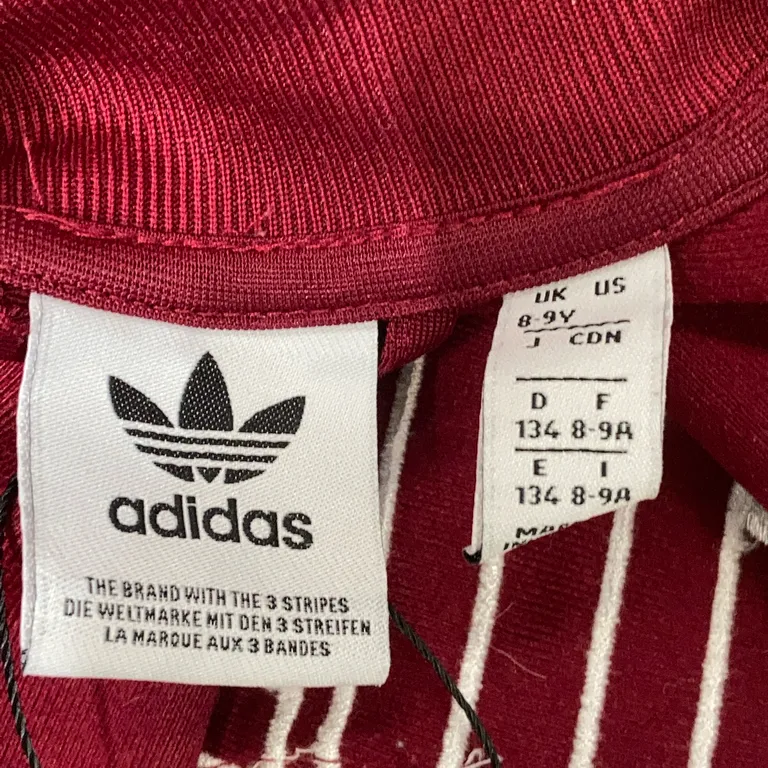 adidas
THE BRAND WITH THE 3 STRIPES
DIE WELTMARKE MIT DEN 3 STREIFEN
LA MARQUE AUX 3 BANDES
UK US
8-9Y
J CDN
D F
134 8-9A
E I
134 8-9A